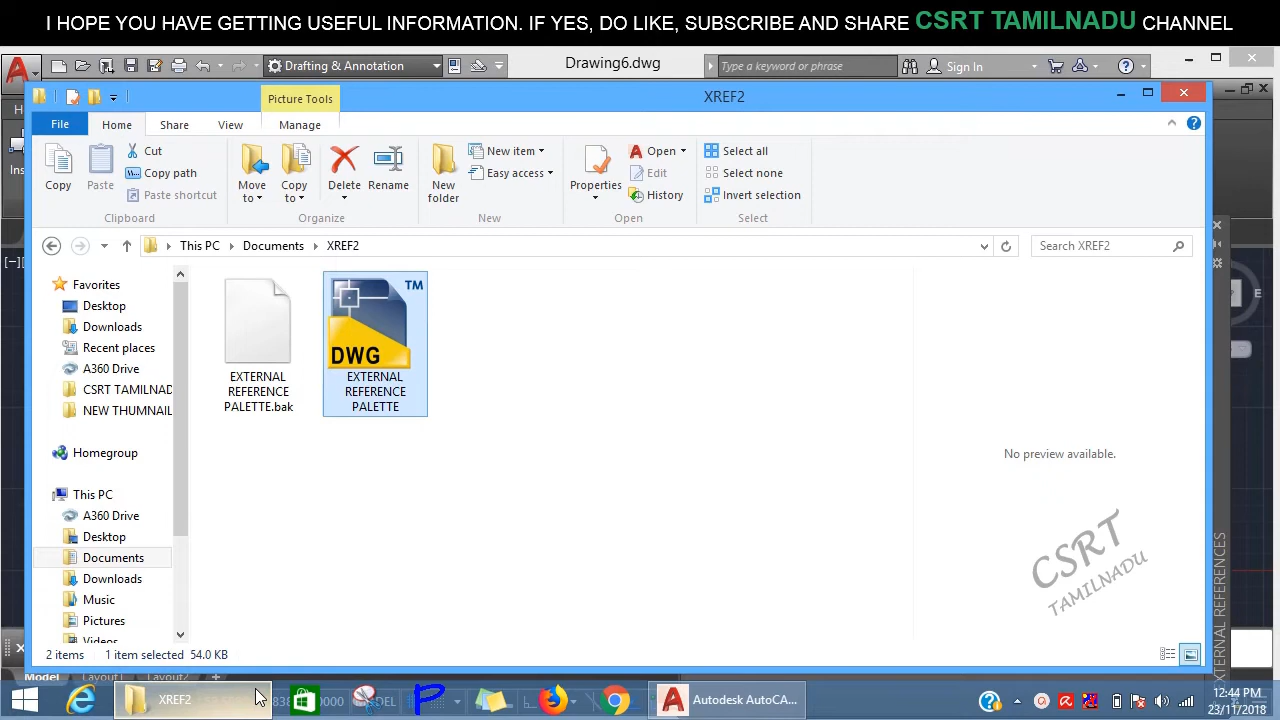 I HOPE YOU HAVE GETTING USEFUL INFORMATION. IF YES, DO LIKE, SUBSCRIBE AND SHARE CSRT TAMILNADU CHANNEL
Drafting & Annotation
Drawing6.dwg
Type a keyword or phrase
Sign In
Picture Tools
XREF2
File
Home
Share
View
Manage
Copy
Paste
Cut
Copy path
Paste shortcut
Clipboard
Move to
Copy to
Delete
Rename
Organize
New folder
New item
Easy access
New
Properties
Open
Edit
History
Open
Select all
Select none
Invert selection
Select
This PC
Documents
XREF2
Search XREF2
Favorites
Desktop
Downloads
Recent places
A360 Drive
CSRT TAMILNAD
NEW THUMNAIL
Homegroup
This PC
A360 Drive
Desktop
Documents
Downloads
Music
Pictures
Videos
EXTERNAL
REFERENCE
PALETTE.bak
TM
DWG
EXTERNAL
REFERENCE
PALETTE
No preview available.
CSRT
TAMILNADU
EXTERNAL REFERENCES
E
2 items
1 item selected 54.0 KB
Model
Layout1
Layout2
XREF2
Autodesk AutoCA...
12:44 PM
23/11/2018